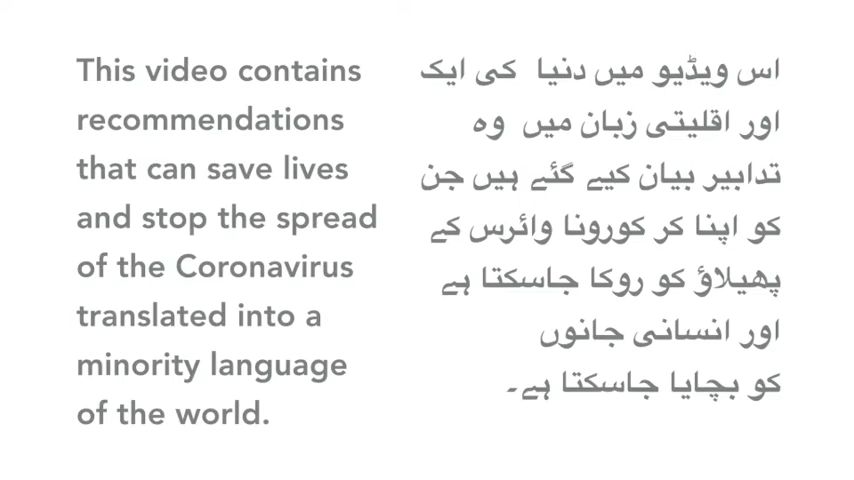 This video contains
recommendations
that can save lives
and stop the spread
of the Coronavirus
translated into a
minority language
of the world.
اس ویڈیو میں دنیا کی ایک
اور اقلیتی زبان میں وہ
تدابیر بیان کیے گئے ہیں جن
کو اپنا کر کورونا وائرس کے
پھیلاؤ کو روکا جاسکتا ہے
اور انسانی جانوں
کو بچایا جاسکتا ہے۔